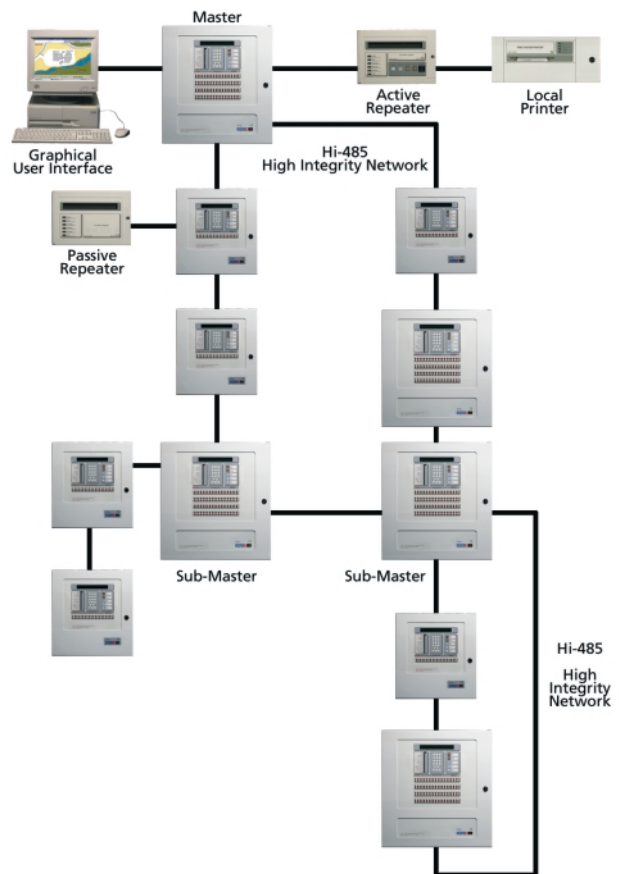 Master
Graphical
User Interface
Active
Repeater
Local
Printer
Hi-485
High Integrity Network
Passive
Repeater
Sub-Master
Sub-Master
Hi-485
High
Integrity
Network